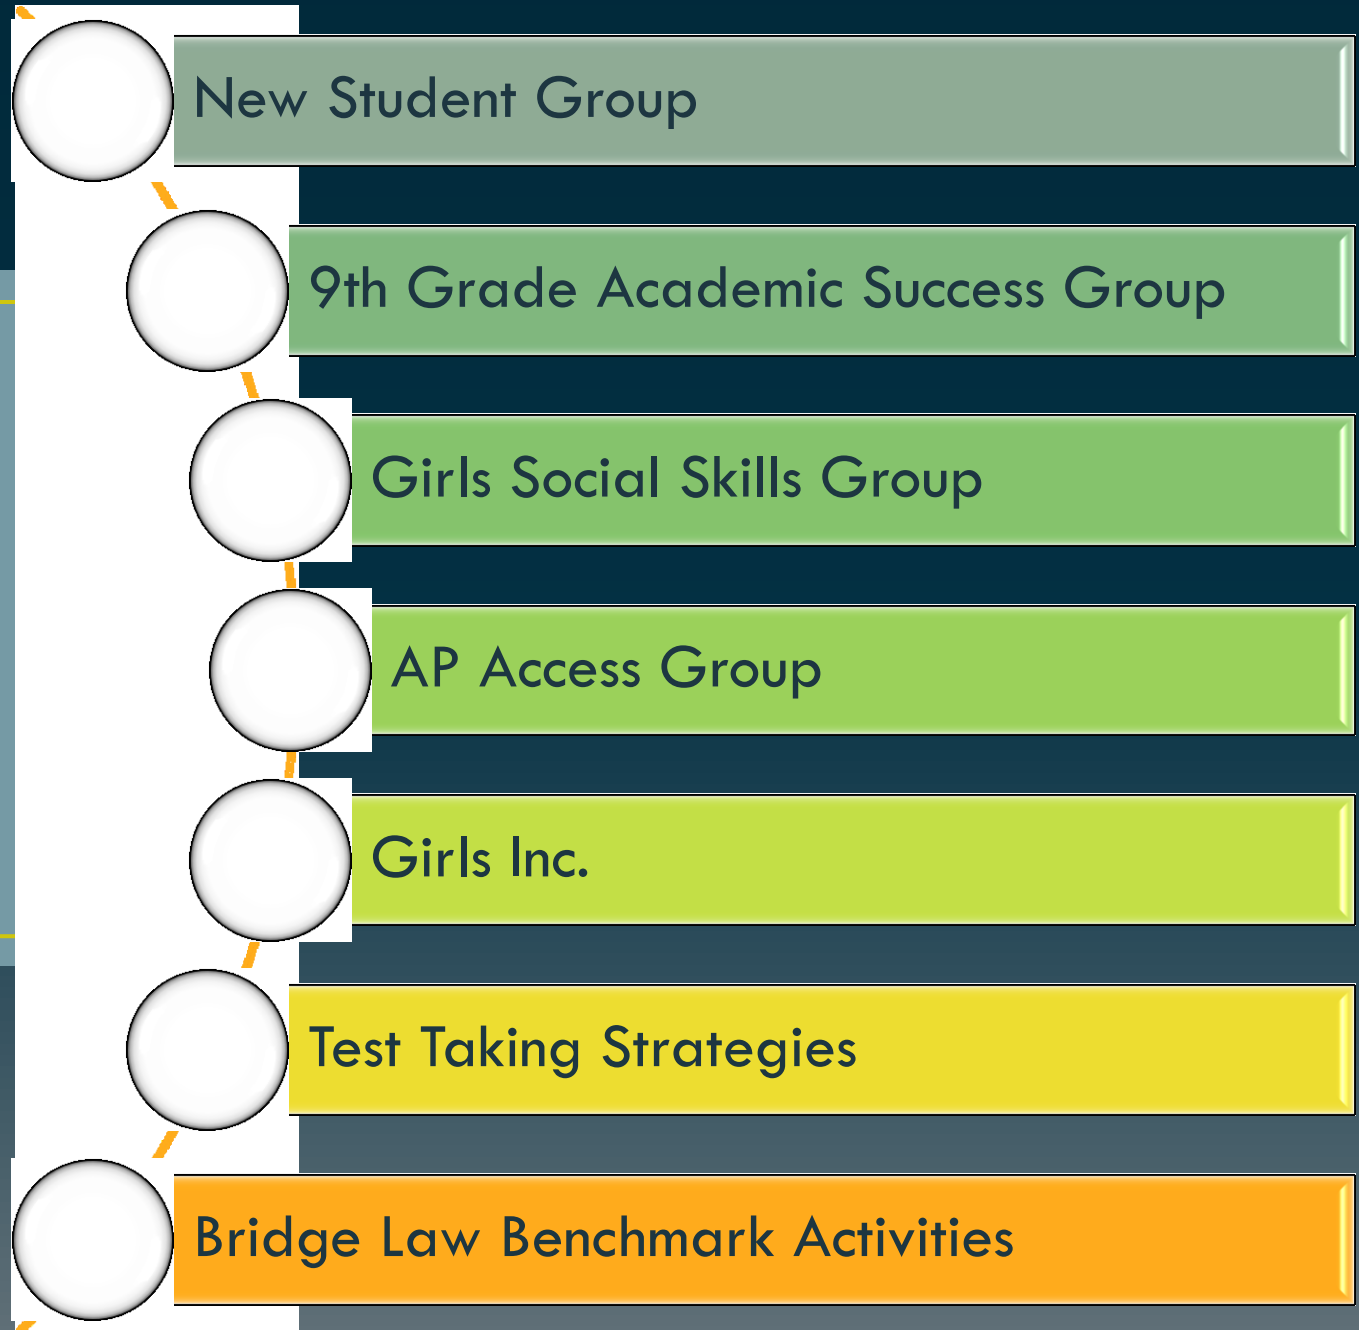 New Student Group
9th Grade Academic Success Group
Girls Social Skills Group
AP Access Group
Girls Inc.
Test Taking Strategies
Bridge Law Benchmark Activities